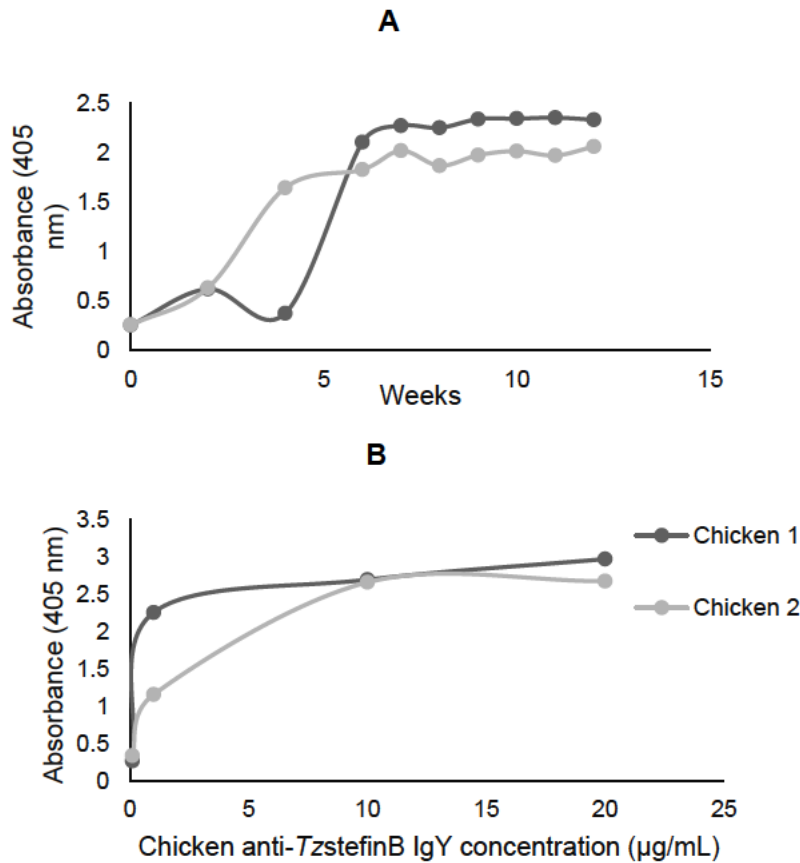 A
Absorbance (405
nm)
2.5
2
1.5
1
0.5
0
0 5 10 15
Weeks
B
Absorbance (405 nm)
3.5
3
2.5
2
1.5
1
0.5
0
Chicken 1
Chicken 2
0 5 10 15 20 25
Chicken anti-TzstefinB IgY concentration (µg/mL)